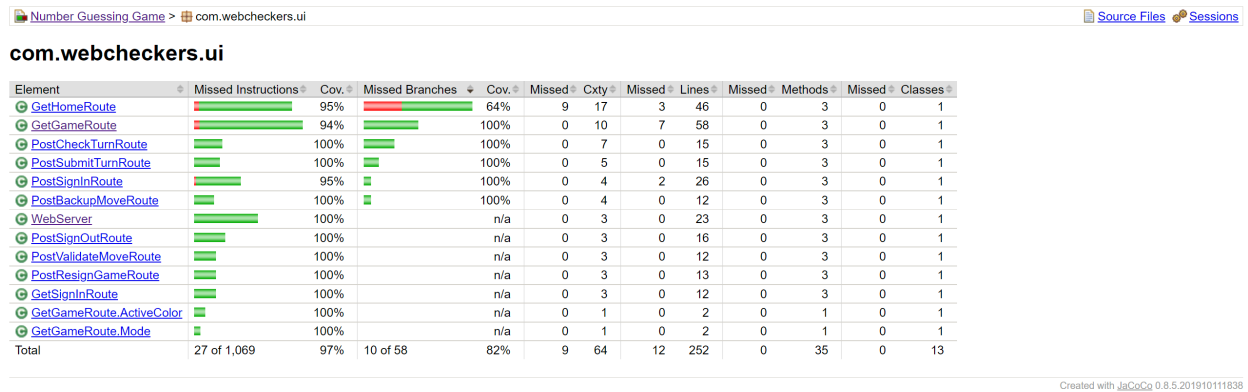 Number Guessing Game > com.webcheckers.ui Source Files Sessions
com.webcheckers.ui
Element Missed Instructions Cov. Missed Branches Cov. Missed Cxty Missed Lines Missed Methods Missed Classes
GetHomeRoute 95% 64% 9 17 3 46 0 3 0 1
GetGameRoute 94% 100% 0 10 7 58 0 3 0 1
PostCheckTurnRoute 100% 100% 0 7 0 15 0 3 0 1
PostSubmitTurnRoute 100% 100% 0 5 0 15 0 3 0 1
PostSignInRoute 95% 100% 0 4 2 26 0 3 0 1
PostBackupMoveRoute 100% 100% 0 4 0 12 0 3 0 1
WebServer 100% n/a 0 3 0 23 0 3 0 1
PostSignOutRoute 100% n/a 0 3 0 16 0 3 0 1
PostValidateMoveRoute 100% n/a 0 3 0 12 0 3 0 1
PostResignGameRoute 100% n/a 0 3 0 13 0 3 0 1
GetSignInRoute 100% n/a 0 3 0 12 0 3 0 1
GetGameRoute.ActiveColor 100% n/a 0 1 0 2 0 1 0 1
GetGameRoute.Mode 100% n/a 0 1 0 2 0 1 0 1
Total 27 of 1,069 97% 10 of 58 82% 9 64 12 252 0 35 0 13
Created with JaCoCo 0.8.5.201910111838